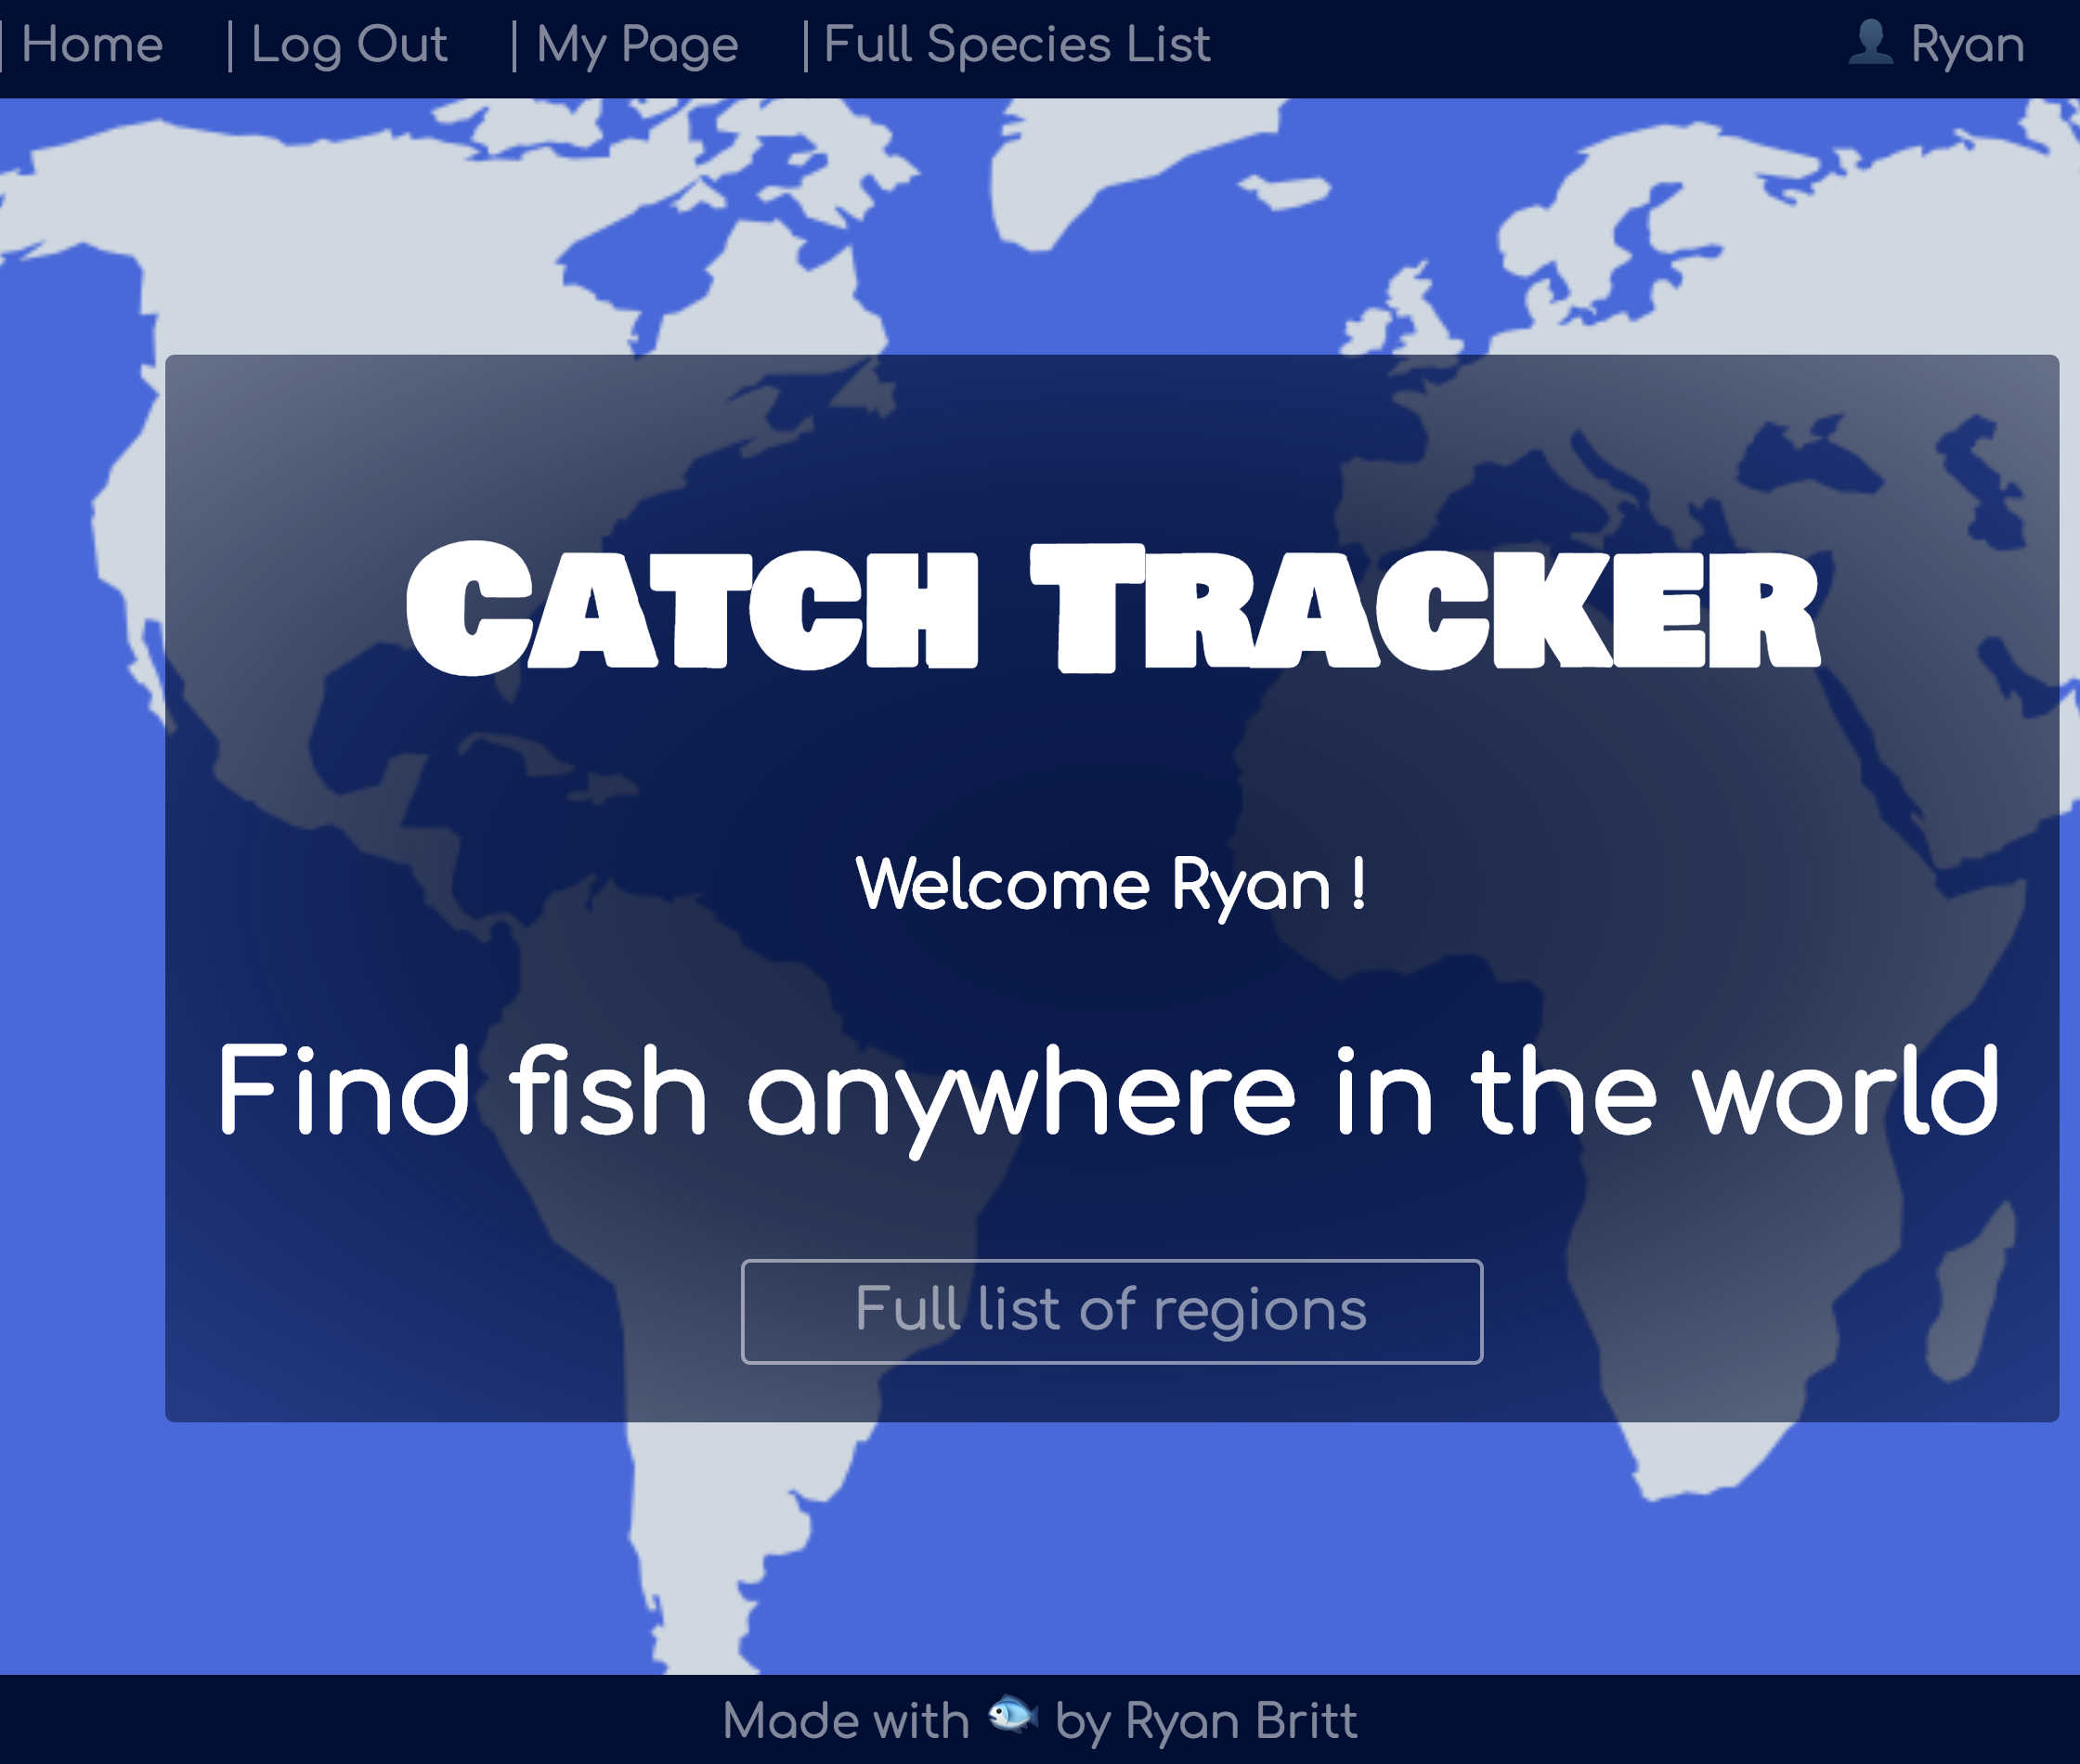 | Home | Log Out | My Page | Full Species List 👤 Ryan
Catch Tracker
Welcome Ryan !
Find fish anywhere in the world
Full list of regions
Made with 🐟 by Ryan Britt